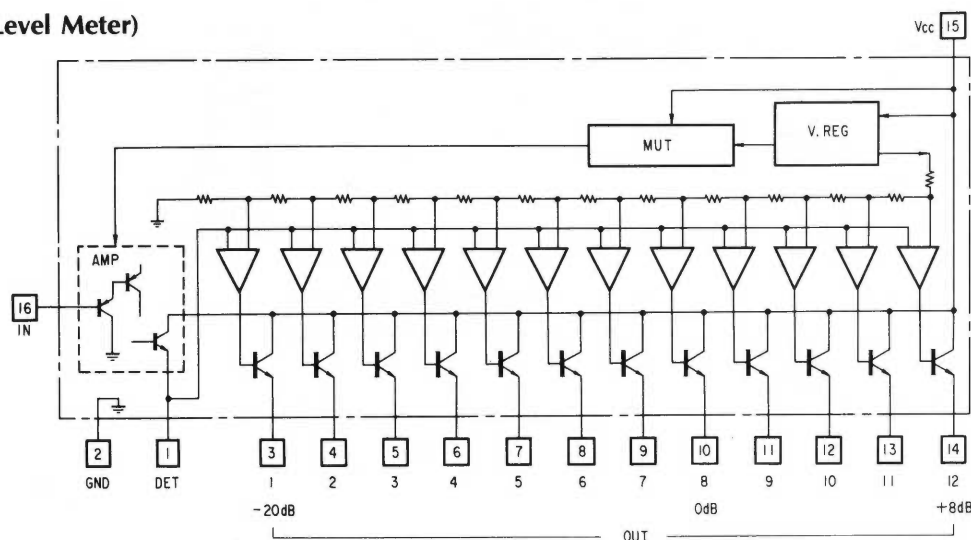 Level Meter)
Vcc 15
V. REG
MUT
AMP
16
IN
2 1 3 4 5 6 7 8 9 10 11 12 13 14
GND DET 1 2 3 4 5 6 7 8 9 10 11 12
-20dB 0dB +8dB
OUT